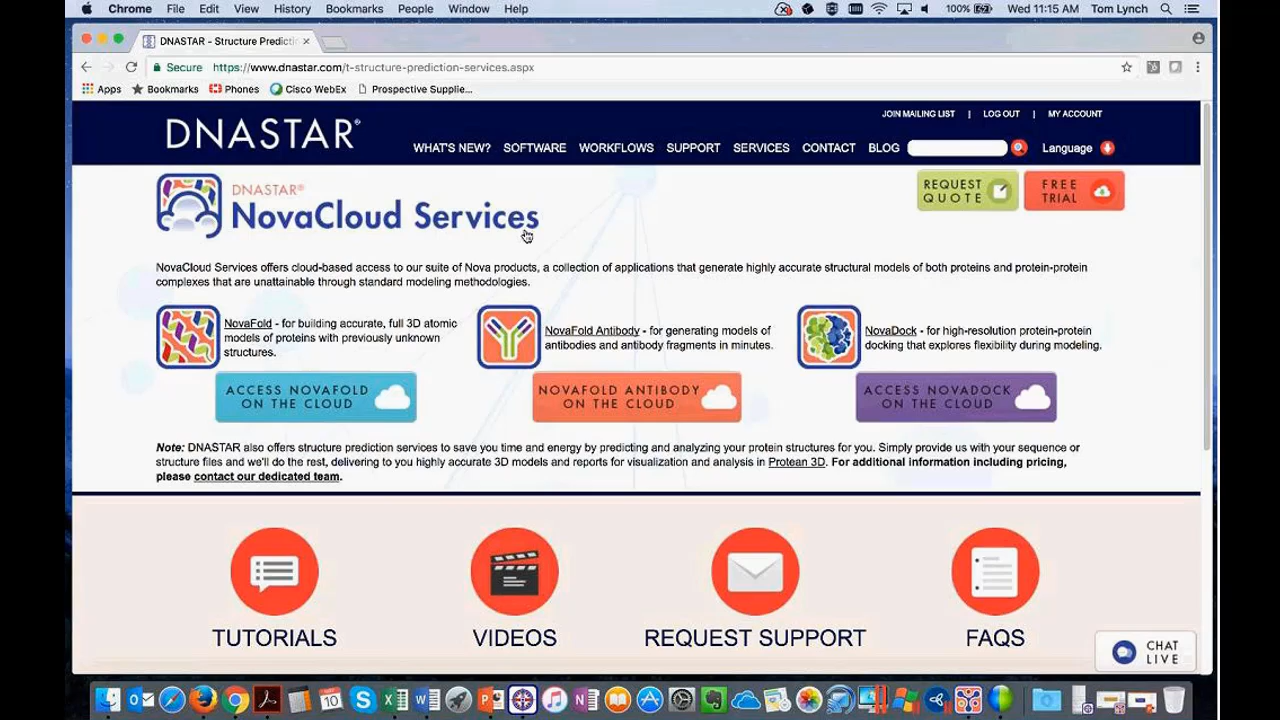 Chrome File Edit View History Bookmarks People Window Help 100% Wed 11:15 AM Tom Lynch
DNASTAR - Structure Predicti
Secure https://www.dnastar.com/t-structure-prediction-services.aspx
Apps Bookmarks Phones Cisco WebEx Prospective Supplie...
JOIN MAILING LIST | LOG OUT | MY ACCOUNT
DNASTAR®
WHAT'S NEW? SOFTWARE WORKFLOWS SUPPORT SERVICES CONTACT BLOG Language
DNASTAR®
NovaCloud Services
REQUEST
QUOTE
FREE
TRIAL
NovaCloud Services offers cloud-based access to our suite of Nova products, a collection of applications that generate highly accurate structural models of both proteins and protein-protein
complexes that are unattainable through standard modeling methodologies.
NovaFold - for building accurate, full 3D atomic
models of proteins with previously unknown
structures.
NovaFold Antibody - for generating models of
antibodies and antibody fragments in minutes.
NovaDock - for high-resolution protein-protein
docking that explores flexibility during modeling.
ACCESS NOVAFOLD
ON THE CLOUD
NOVAFOLD ANTIBODY
ON THE CLOUD
ACCESS NOVADOCK
ON THE CLOUD
Note: DNASTAR also offers structure prediction services to save you time and energy by predicting and analyzing your protein structures for you. Simply provide us with your sequence or
structure files and we'll do the rest, delivering to you highly accurate 3D models and reports for visualization and analysis in Protean 3D. For additional information including pricing,
please contact our dedicated team.
TUTORIALS VIDEOS REQUEST SUPPORT FAQS
CHAT
LIVE
10